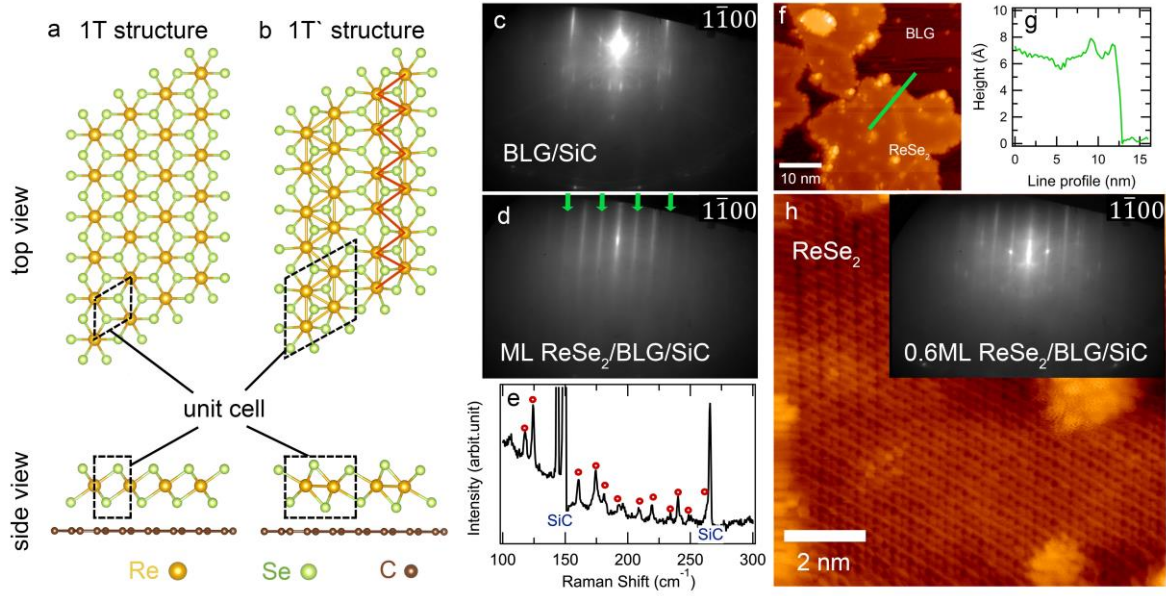 a 1T structure
b 1T` structure
top view
unit cell
side view
Re
Se
C
c
11̅00
BLG/SiC
d
11̅00
ML ReSe₂/BLG/SiC
e
Intensity (arbit.unit)
SiC
SiC
100
150
200
250
300
Raman Shift (cm⁻¹)
f
BLG
ReSe₂
10 nm
g
Height (Å)
10
8
6
4
2
0
0
5
10
15
Line profile (nm)
h
ReSe₂
11̅00
0.6ML ReSe₂/BLG/SiC
2 nm